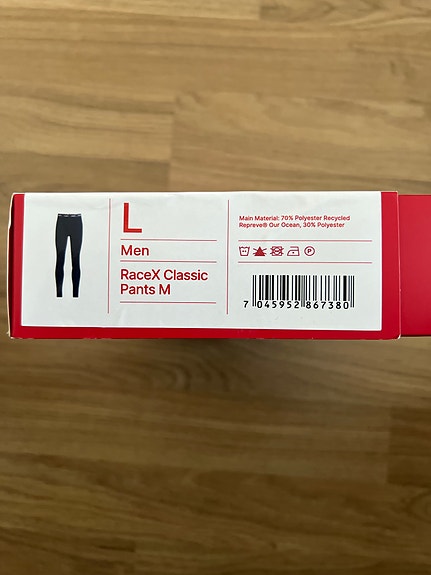 L
Men
RaceX Classic
Pants M
Main Material: 70% Polyester Recycled
Repreve® Our Ocean, 30% Polyester
7 045952 867380